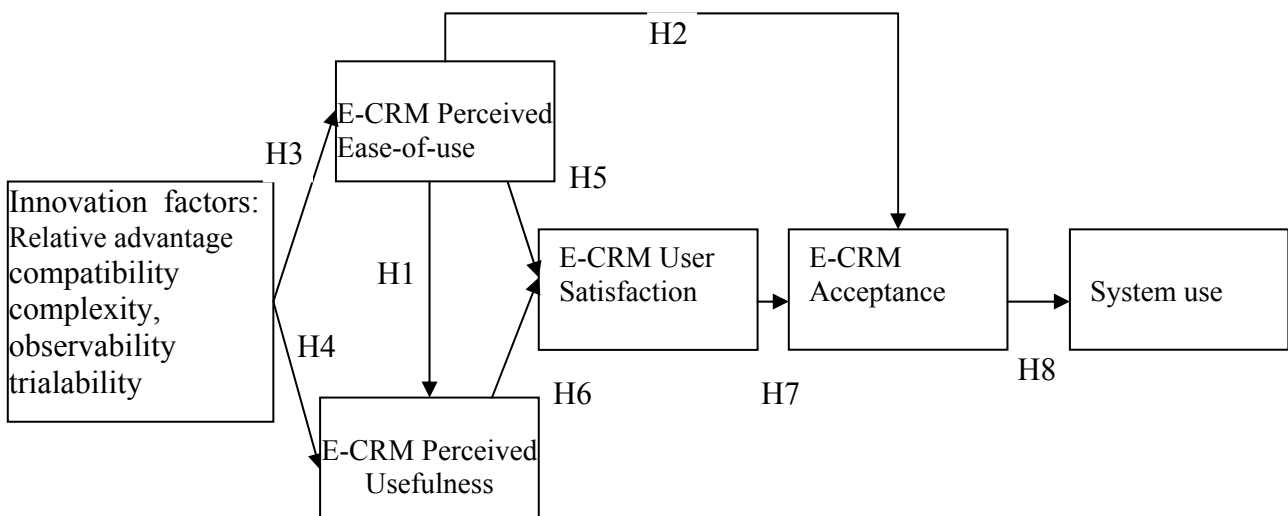 H2
E-CRM Perceived
Ease-of-use
H3
H5
Innovation factors:
Relative advantage
compatibility
complexity,
observability
trialability
H1
E-CRM User
Satisfaction
E-CRM
Acceptance
System use
H4
H6
H7
H8
E-CRM Perceived
Usefulness